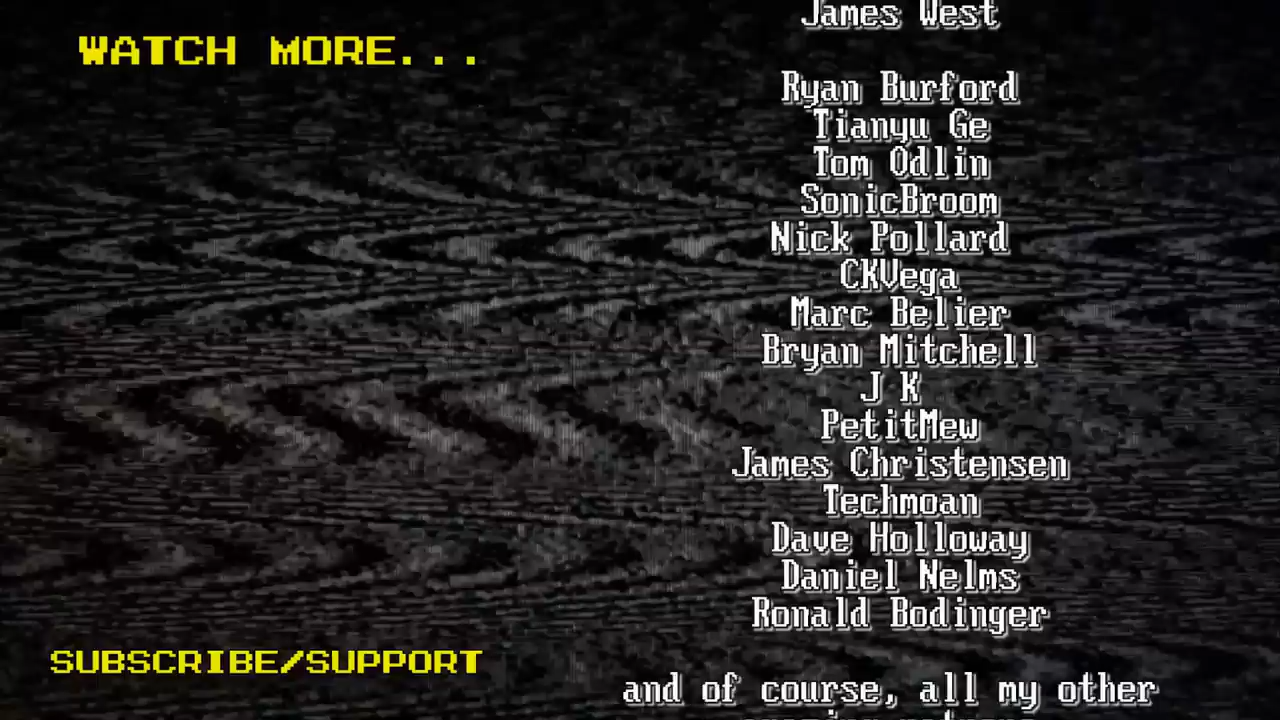 James West
WATCH MORE...
Ryan Burford
Tianyu Ge
Tom Odlin
SonicBroom
Nick Pollard
CKVega
Marc Belier
Bryan Mitchell
J K
PetitMew
James Christensen
Techmoan
Dave Holloway
Daniel Nelms
Ronald Bodinger
SUBSCRIBE/SUPPORT
and of course, all my other